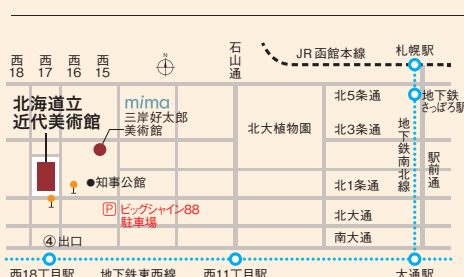 西
18
西
17
西
16
西
15
N
石
山
通
JR函館本線
札幌駅
北海道立
近代美術館
mima
三岸好太郎
美術館
北大植物園
北5条通
北3条通
北1条通
北大通
南大通
地下鉄
さっぽろ駅
地下鉄南北線
駅前通
●知事公館
P ビッグシャイン88
駐車場
④出口
西18丁目駅
地下鉄東西線
西11丁目駅
大通駅